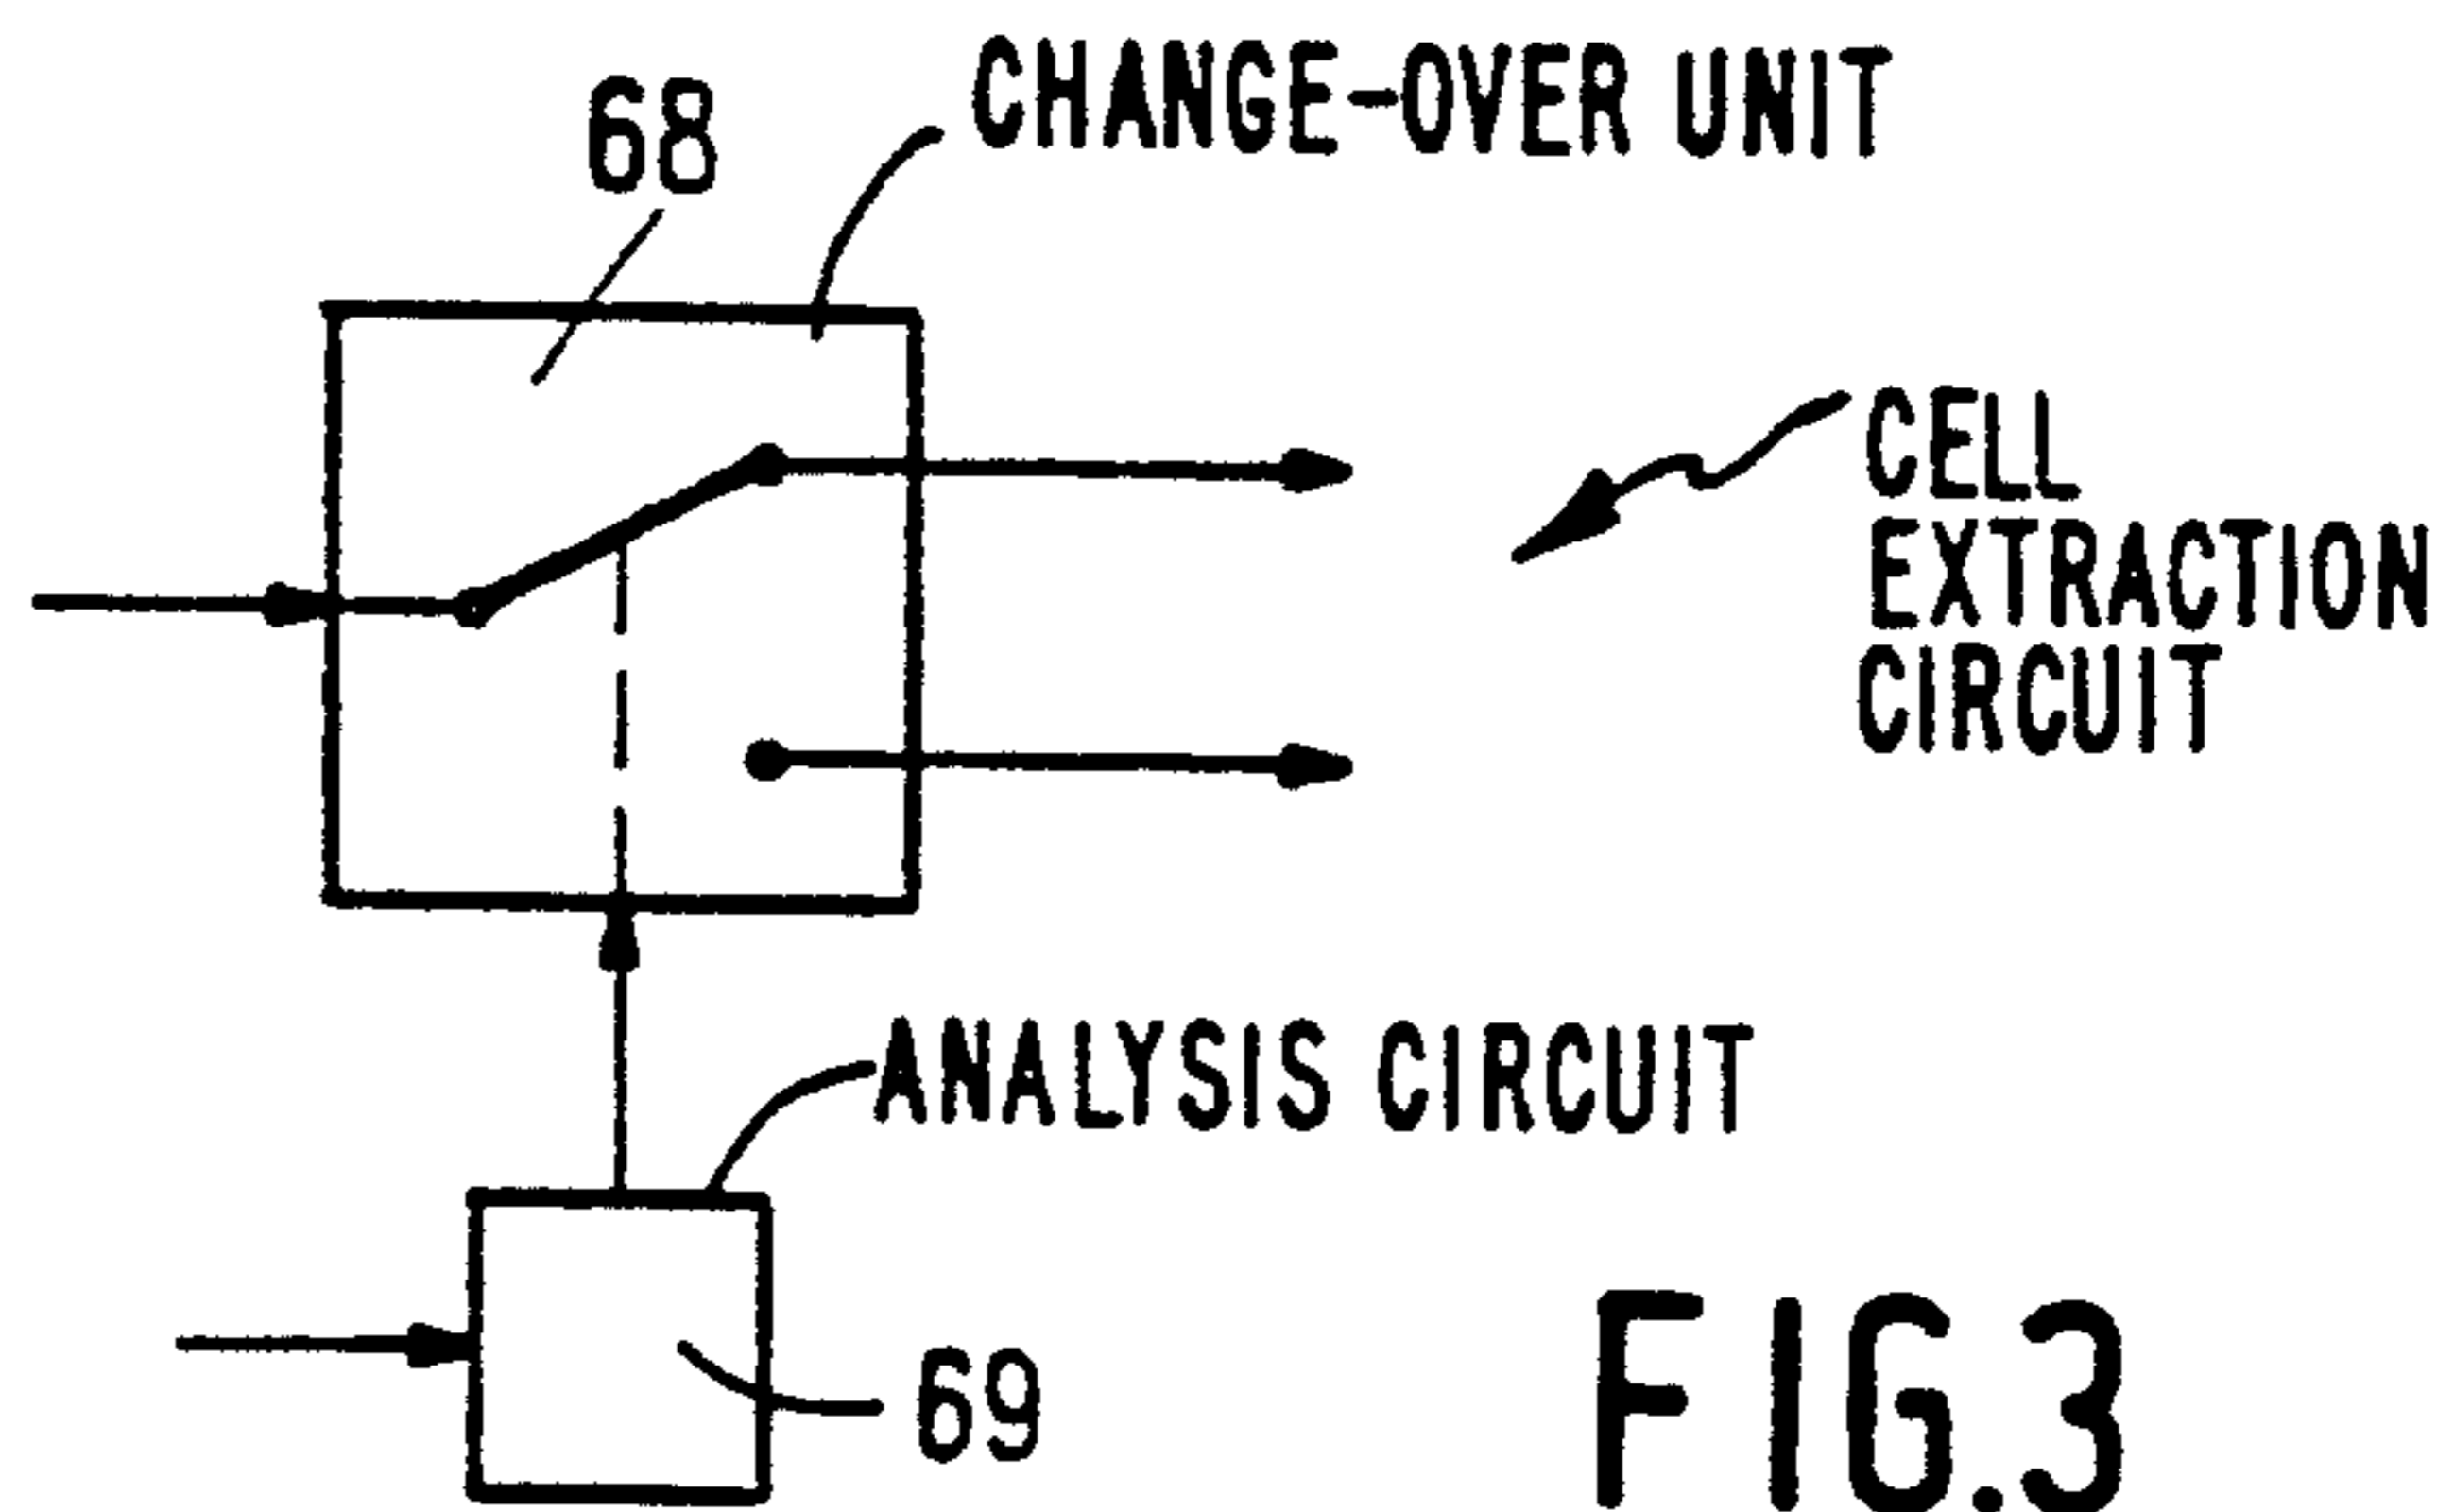 CHANGE-OVER UNIT
68
CELL
EXTRACTION
CIRCUIT
ANALYSIS CIRCUIT
69
FIG.3